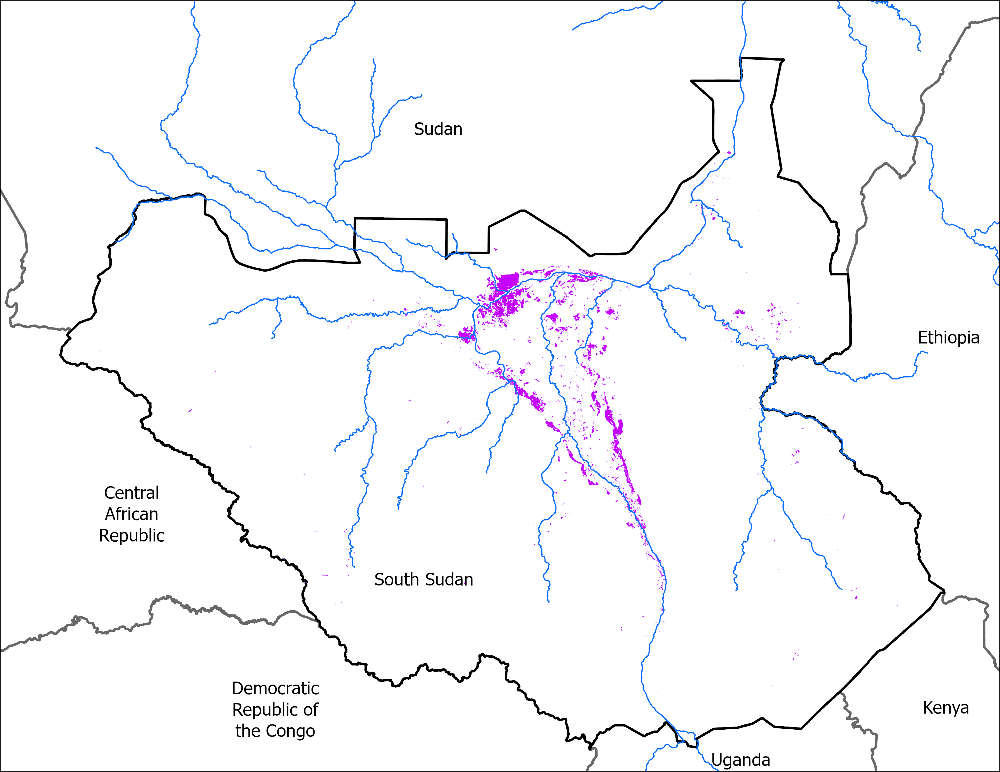 Sudan
Ethiopia
Central
African
Republic
South Sudan
Democratic
Republic of
the Congo
Kenya
Uganda